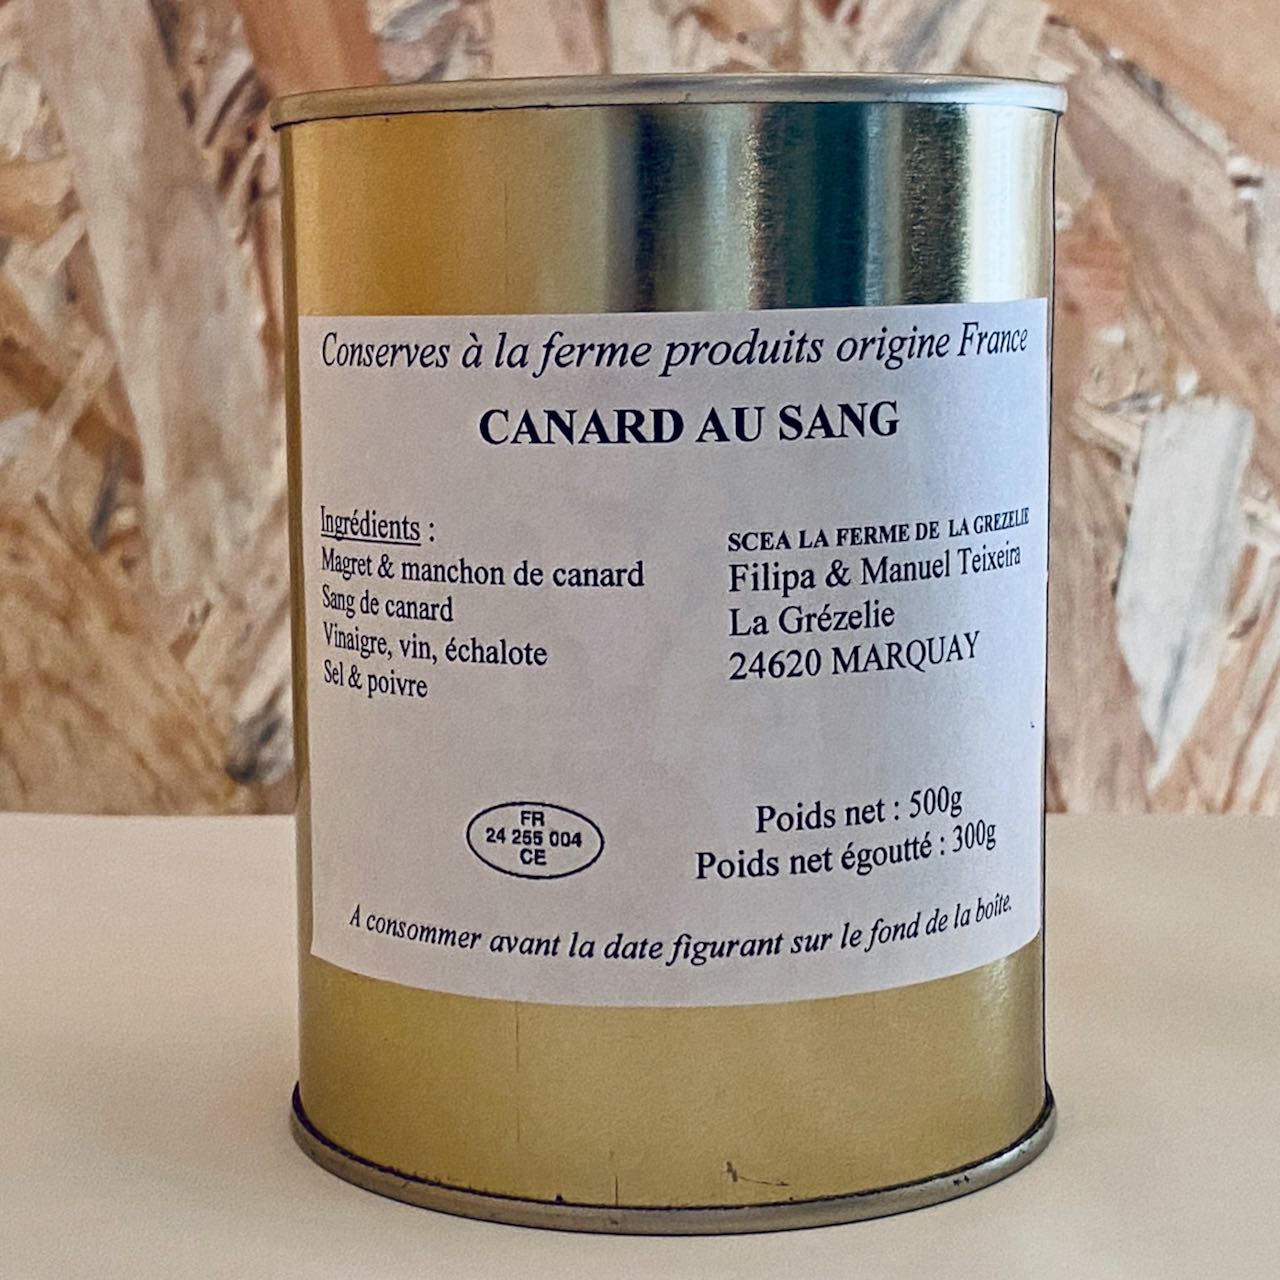 Conserves à la ferme produits origine France
CANARD AU SANG
Ingrédients :
Magret & manchon de canard
Sang de canard
Vinaigre, vin, échalote
Sel & poivre
SCEA LA FERME DE LA GREZELIE
Filipa & Manuel Teixeira
La Grézelie
24620 MARQUAY
FR
24 255 004
CE
Poids net : 500g
Poids net égoutté : 300g
A consommer avant la date figurant sur le fond de la boîte.